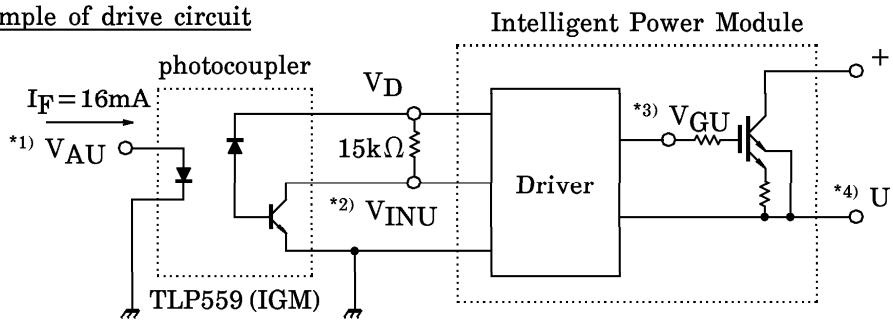 mple of drive circuit
Intelligent Power Module
photocoupler
VD
IF=16mA
*1) VAU
15kΩ
*2) VINU
Driver
*3) VGU
+
*4) U
TLP559 (IGM)